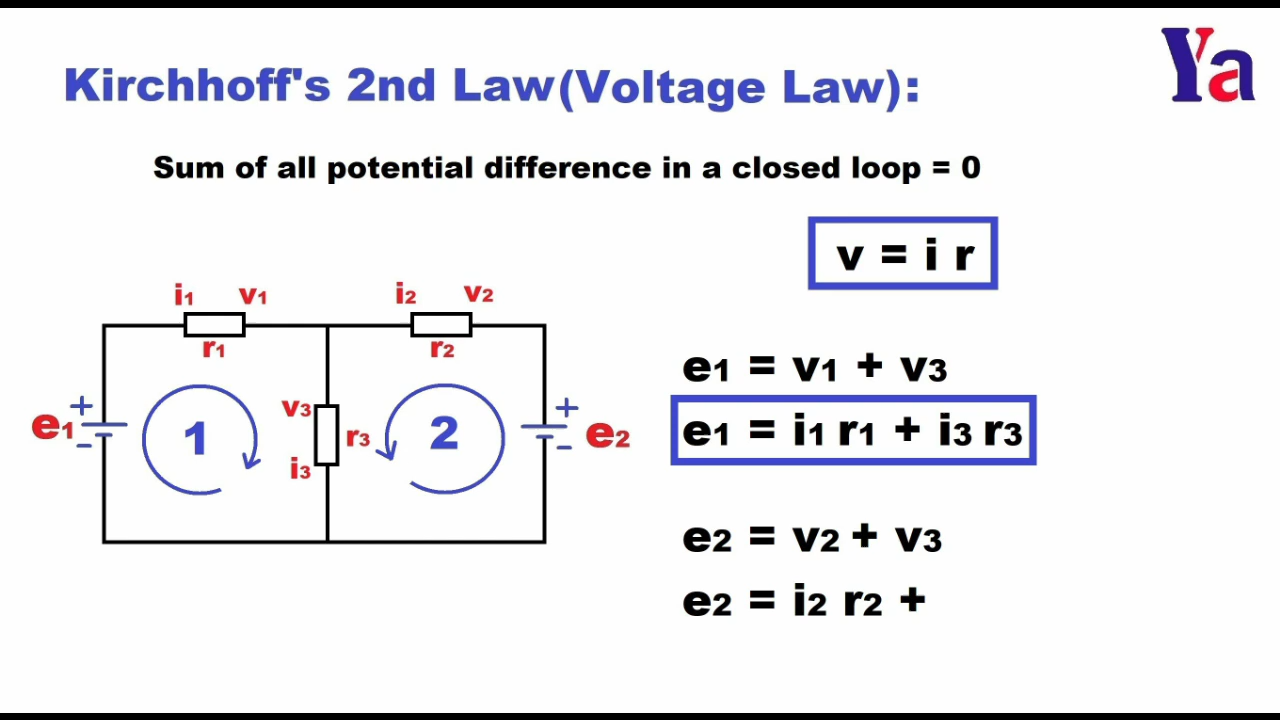 Kirchhoff's 2nd Law(Voltage Law):
Ya
Sum of all potential difference in a closed loop = 0
v = i r
i1 v1 i2 v2
r1 r2
e1 + - 1 v3 r3 i3 2 + - e2
e1 = v1 + v3
e1 = i1 r1 + i3 r3
e2 = v2 + v3
e2 = i2 r2 +